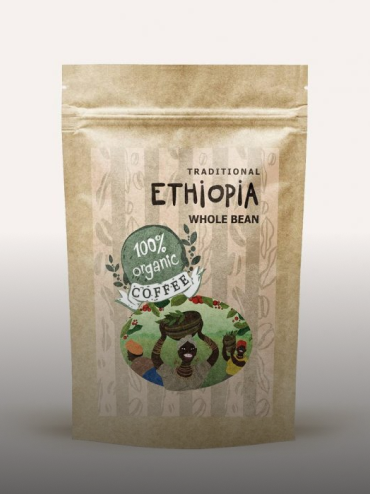 TRADITIONAL
ETHIOPIA
WHOLE BEAN
100%
organic
COFFEE